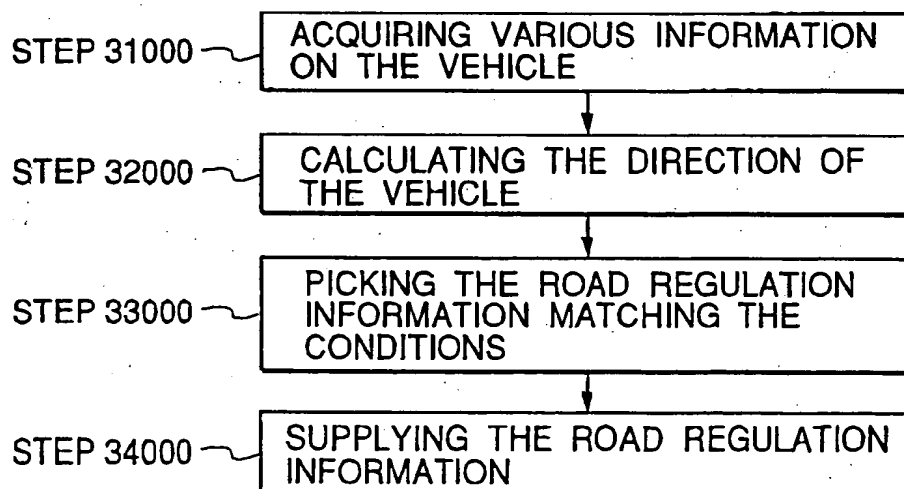 STEP 31000
ACQUIRING VARIOUS INFORMATION
ON THE VEHICLE
STEP 32000
CALCULATING THE DIRECTION OF
THE VEHICLE
STEP 33000
PICKING THE ROAD REGULATION
INFORMATION MATCHING THE
CONDITIONS
STEP 34000
SUPPLYING THE ROAD REGULATION
INFORMATION